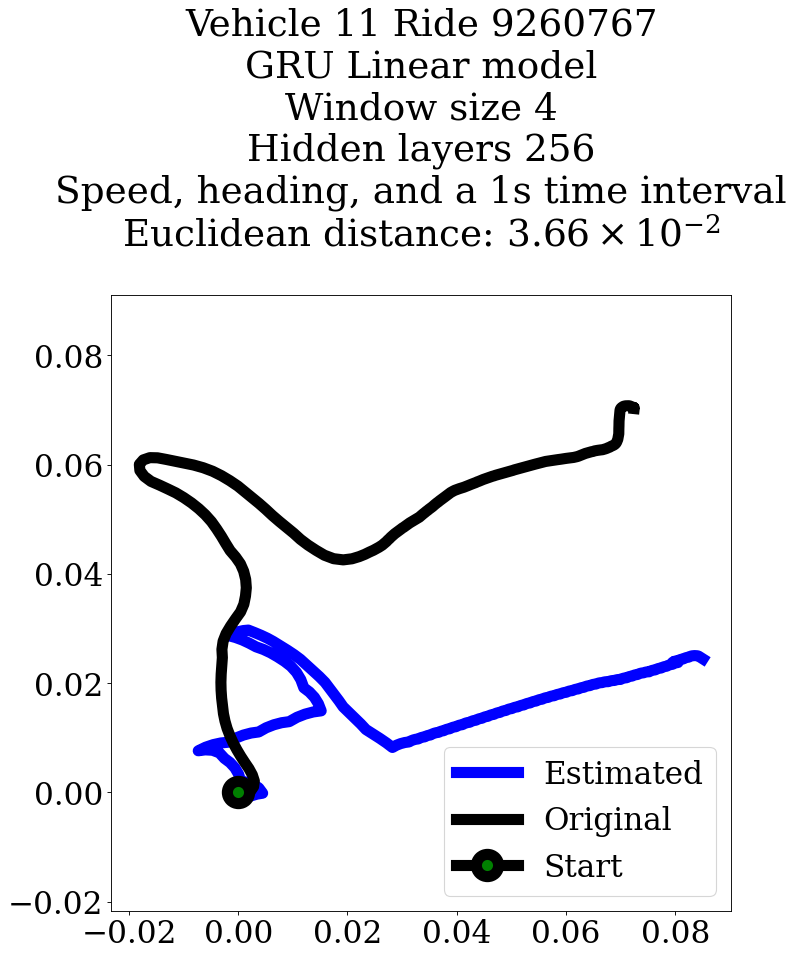 Vehicle 11 Ride 9260767
GRU Linear model
Window size 4
Hidden layers 256
Speed, heading, and a 1s time interval
Euclidean distance: 3.66 × 10⁻²
0.08
0.06
0.04
0.02
0.00
−0.02
Estimated
Original
Start
−0.02 0.00 0.02 0.04 0.06 0.08